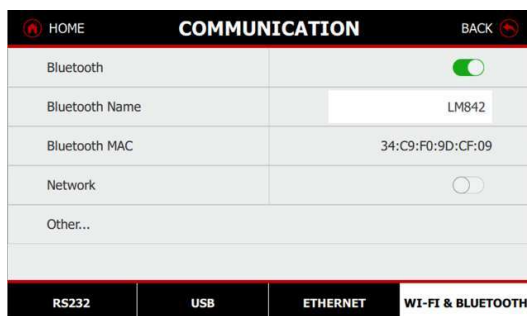 HOME COMMUNICATION BACK
Bluetooth
Bluetooth Name LM842
Bluetooth MAC 34:C9:F0:9D:CF:09
Network
Other...
RS232 USB ETHERNET WI-FI & BLUETOOTH